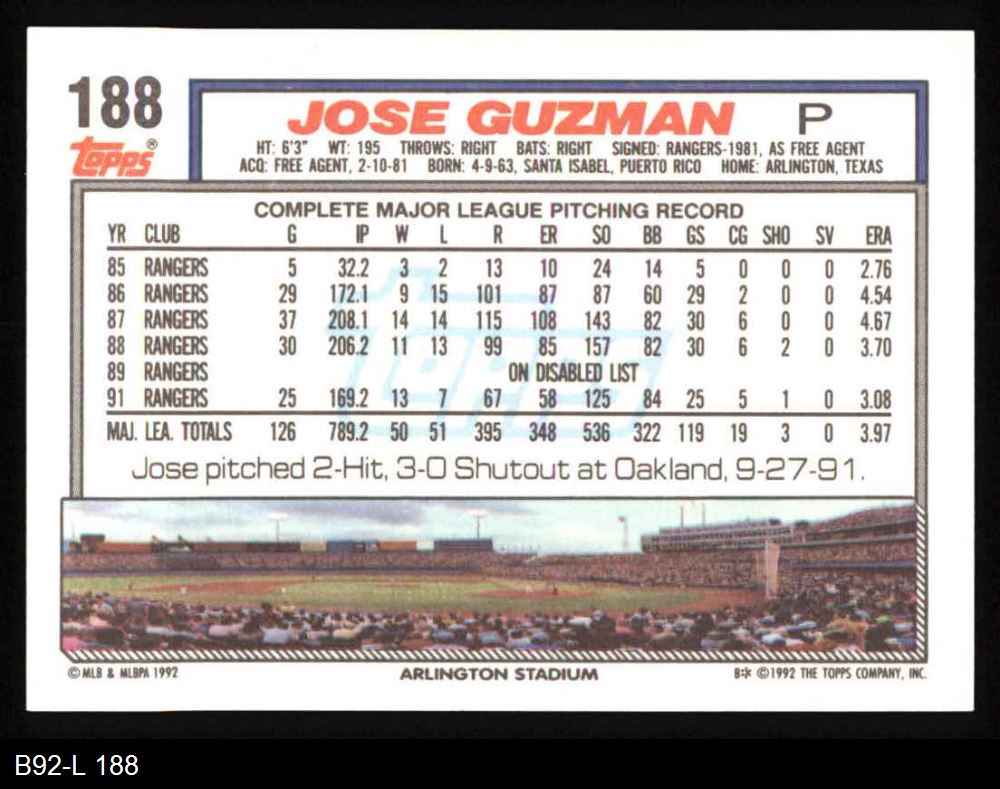 188
Topps®
JOSE GUZMAN P
HT: 6'3" WT: 195 THROWS: RIGHT BATS: RIGHT SIGNED: RANGERS-1981, AS FREE AGENT
ACQ: FREE AGENT, 2-10-81 BORN: 4-9-63, SANTA ISABEL, PUERTO RICO HOME: ARLINGTON, TEXAS
COMPLETE MAJOR LEAGUE PITCHING RECORD
YR CLUB G IP W L R ER SO BB GS CG SHO SV ERA
85 RANGERS 5 32.2 3 2 13 10 24 14 5 0 0 0 2.76
86 RANGERS 29 172.1 9 15 101 87 87 60 29 2 0 0 4.54
87 RANGERS 37 208.1 14 14 115 108 143 82 30 6 0 0 4.67
88 RANGERS 30 206.2 11 13 99 85 157 82 30 6 2 0 3.70
89 RANGERS ON DISABLED LIST
91 RANGERS 25 169.2 13 7 67 58 125 84 25 5 1 0 3.08
MAJ. LEA. TOTALS 126 789.2 50 51 395 348 536 322 119 19 3 0 3.97
Topps
Jose pitched 2-Hit, 3-0 Shutout at Oakland, 9-27-91.
© MLB & MLBPA 1992 ARLINGTON STADIUM B** ©1992 THE TOPPS COMPANY, INC.
B92-L 188